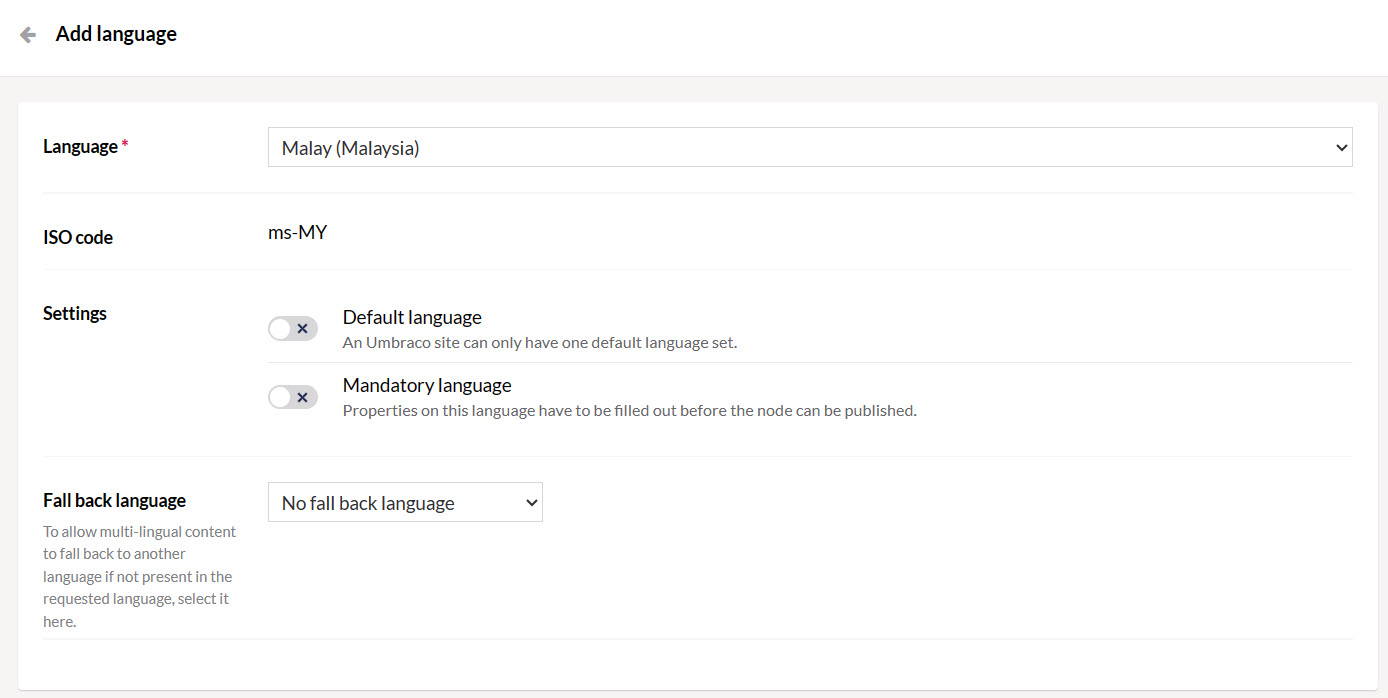 Add language
Language *
Malay (Malaysia)
ISO code
ms-MY
Settings
Default language
An Umbraco site can only have one default language set.
Mandatory language
Properties on this language have to be filled out before the node can be published.
Fall back language
No fall back language
To allow multi-lingual content
to fall back to another
language if not present in the
requested language, select it
here.